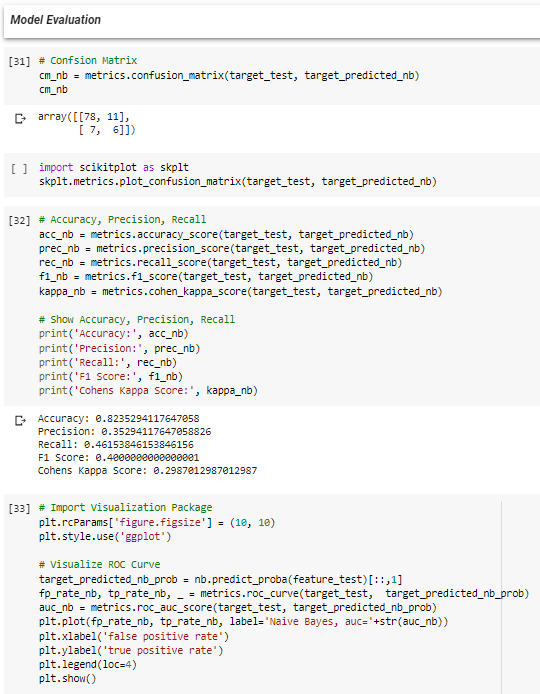 Model Evaluation
[31] # Confsion Matrix
cm_nb = metrics.confusion_matrix(target_test, target_predicted_nb)
cm_nb
array([[78, 11],
[ 7, 6]])
[ ] import scikitplot as skplt
skplt.metrics.plot_confusion_matrix(target_test, target_predicted_nb)
[32] # Accuracy, Precision, Recall
acc_nb = metrics.accuracy_score(target_test, target_predicted_nb)
prec_nb = metrics.precision_score(target_test, target_predicted_nb)
rec_nb = metrics.recall_score(target_test, target_predicted_nb)
f1_nb = metrics.f1_score(target_test, target_predicted_nb)
kappa_nb = metrics.cohen_kappa_score(target_test, target_predicted_nb)
# Show Accuracy, Precision, Recall
print('Accuracy:', acc_nb)
print('Precision:', prec_nb)
print('Recall:', rec_nb)
print('F1 Score:', f1_nb)
print('Cohens Kappa Score:', kappa_nb)
Accuracy: 0.8235294117647058
Precision: 0.35294117647058826
Recall: 0.46153846153846156
F1 Score: 0.4000000000000001
Cohens Kappa Score: 0.2987012987012987
[33] # Import Visualization Package
plt.rcParams['figure.figsize'] = (10, 10)
plt.style.use('ggplot')
# Visualize ROC Curve
target_predicted_nb_prob = nb.predict_proba(feature_test)[::,1]
fp_rate_nb, tp_rate_nb, _ = metrics.roc_curve(target_test, target_predicted_nb_prob)
auc_nb = metrics.roc_auc_score(target_test, target_predicted_nb_prob)
plt.plot(fp_rate_nb, tp_rate_nb, label='Naive Bayes, auc='+str(auc_nb))
plt.xlabel('false positive rate')
plt.ylabel('true positive rate')
plt.legend(loc=4)
plt.show()